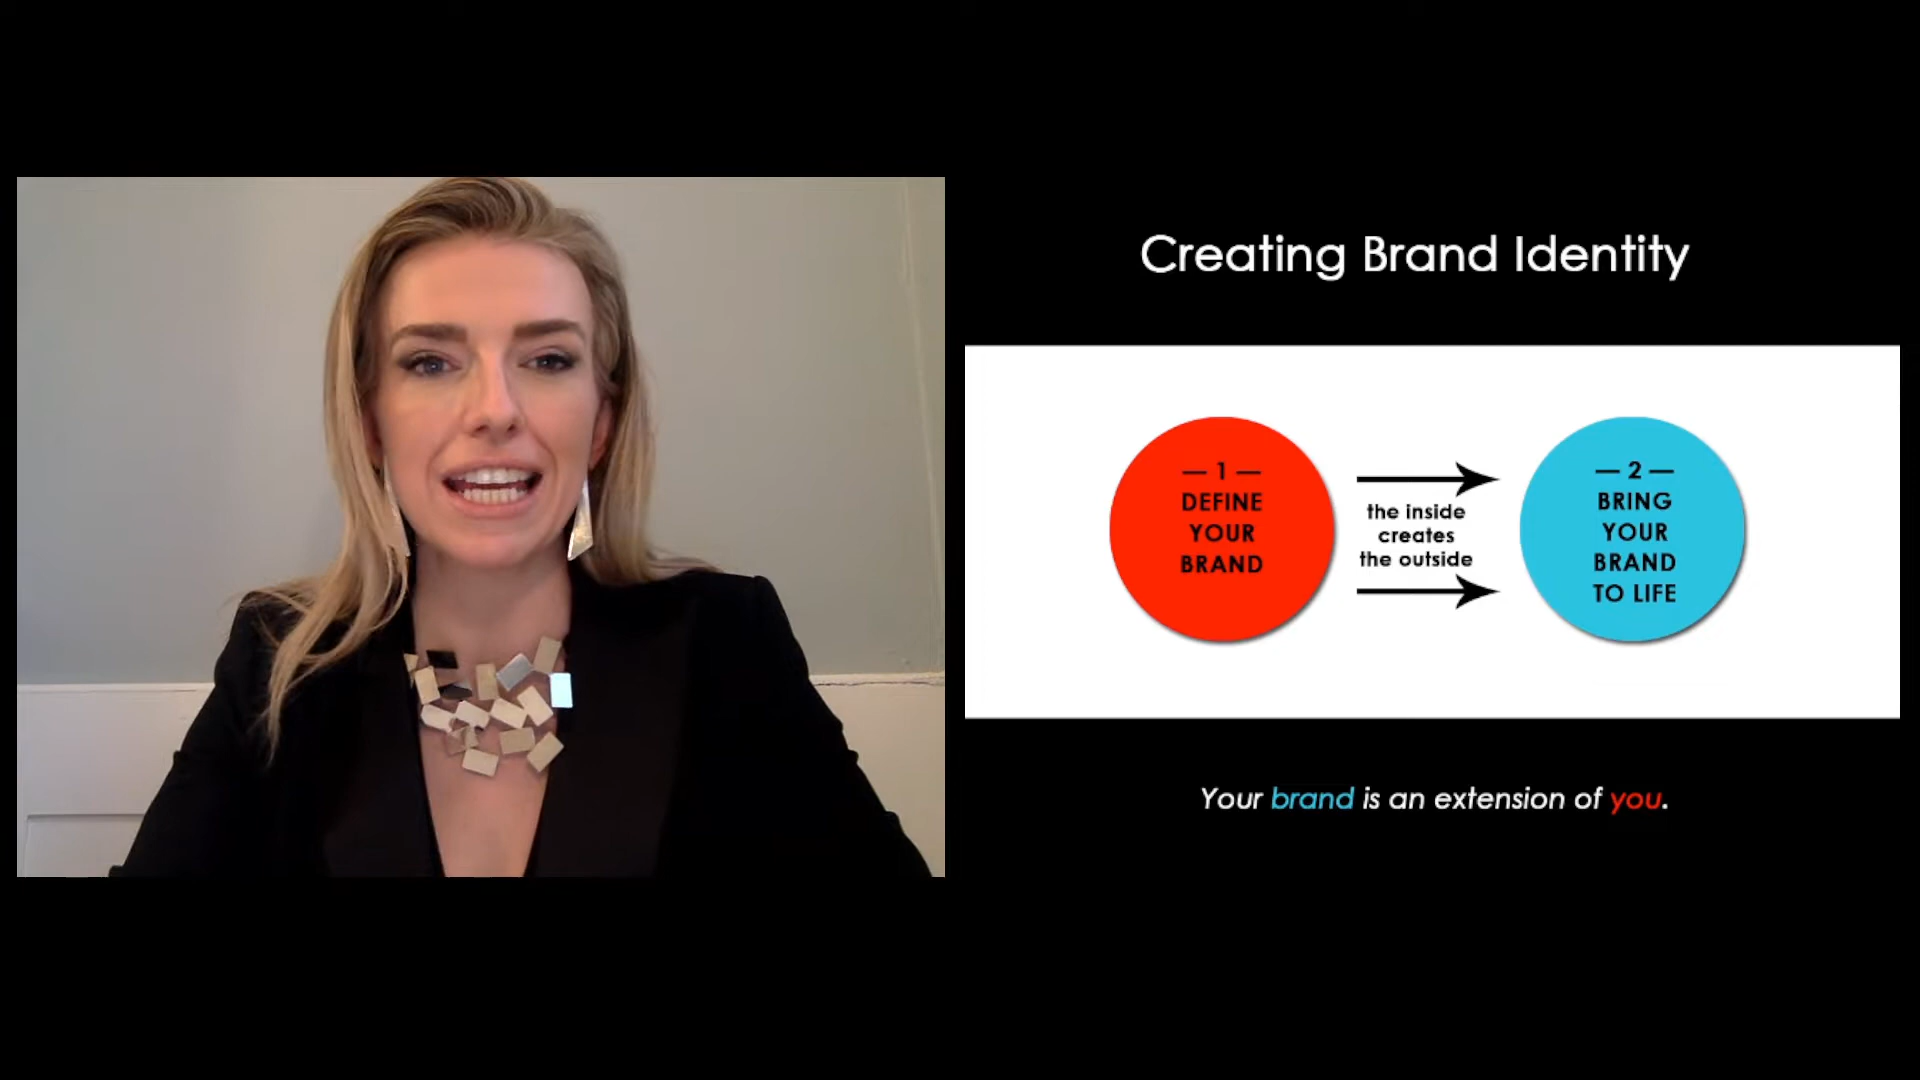 Creating Brand Identity
— 1 —
DEFINE
YOUR
BRAND
the inside
creates
the outside
— 2 —
BRING
YOUR
BRAND
TO LIFE
Your brand is an extension of you.